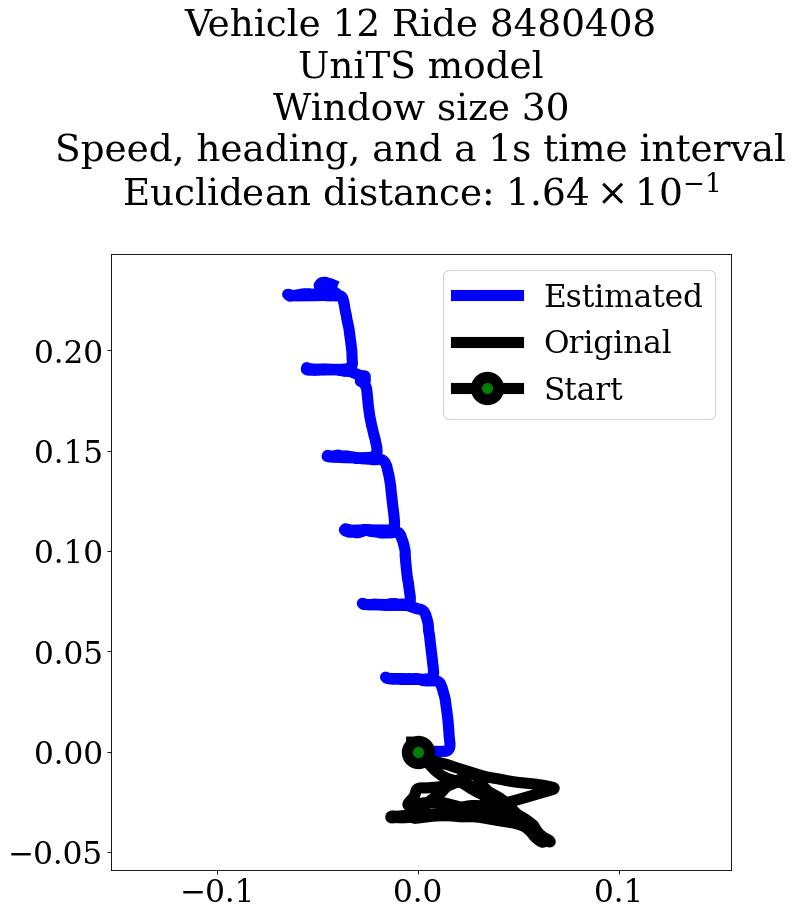 Vehicle 12 Ride 8480408
UniTS model
Window size 30
Speed, heading, and a 1s time interval
Euclidean distance: 1.64 × 10⁻¹
Estimated
Original
Start
0.20
0.15
0.10
0.05
0.00
−0.05
−0.1
0.0
0.1